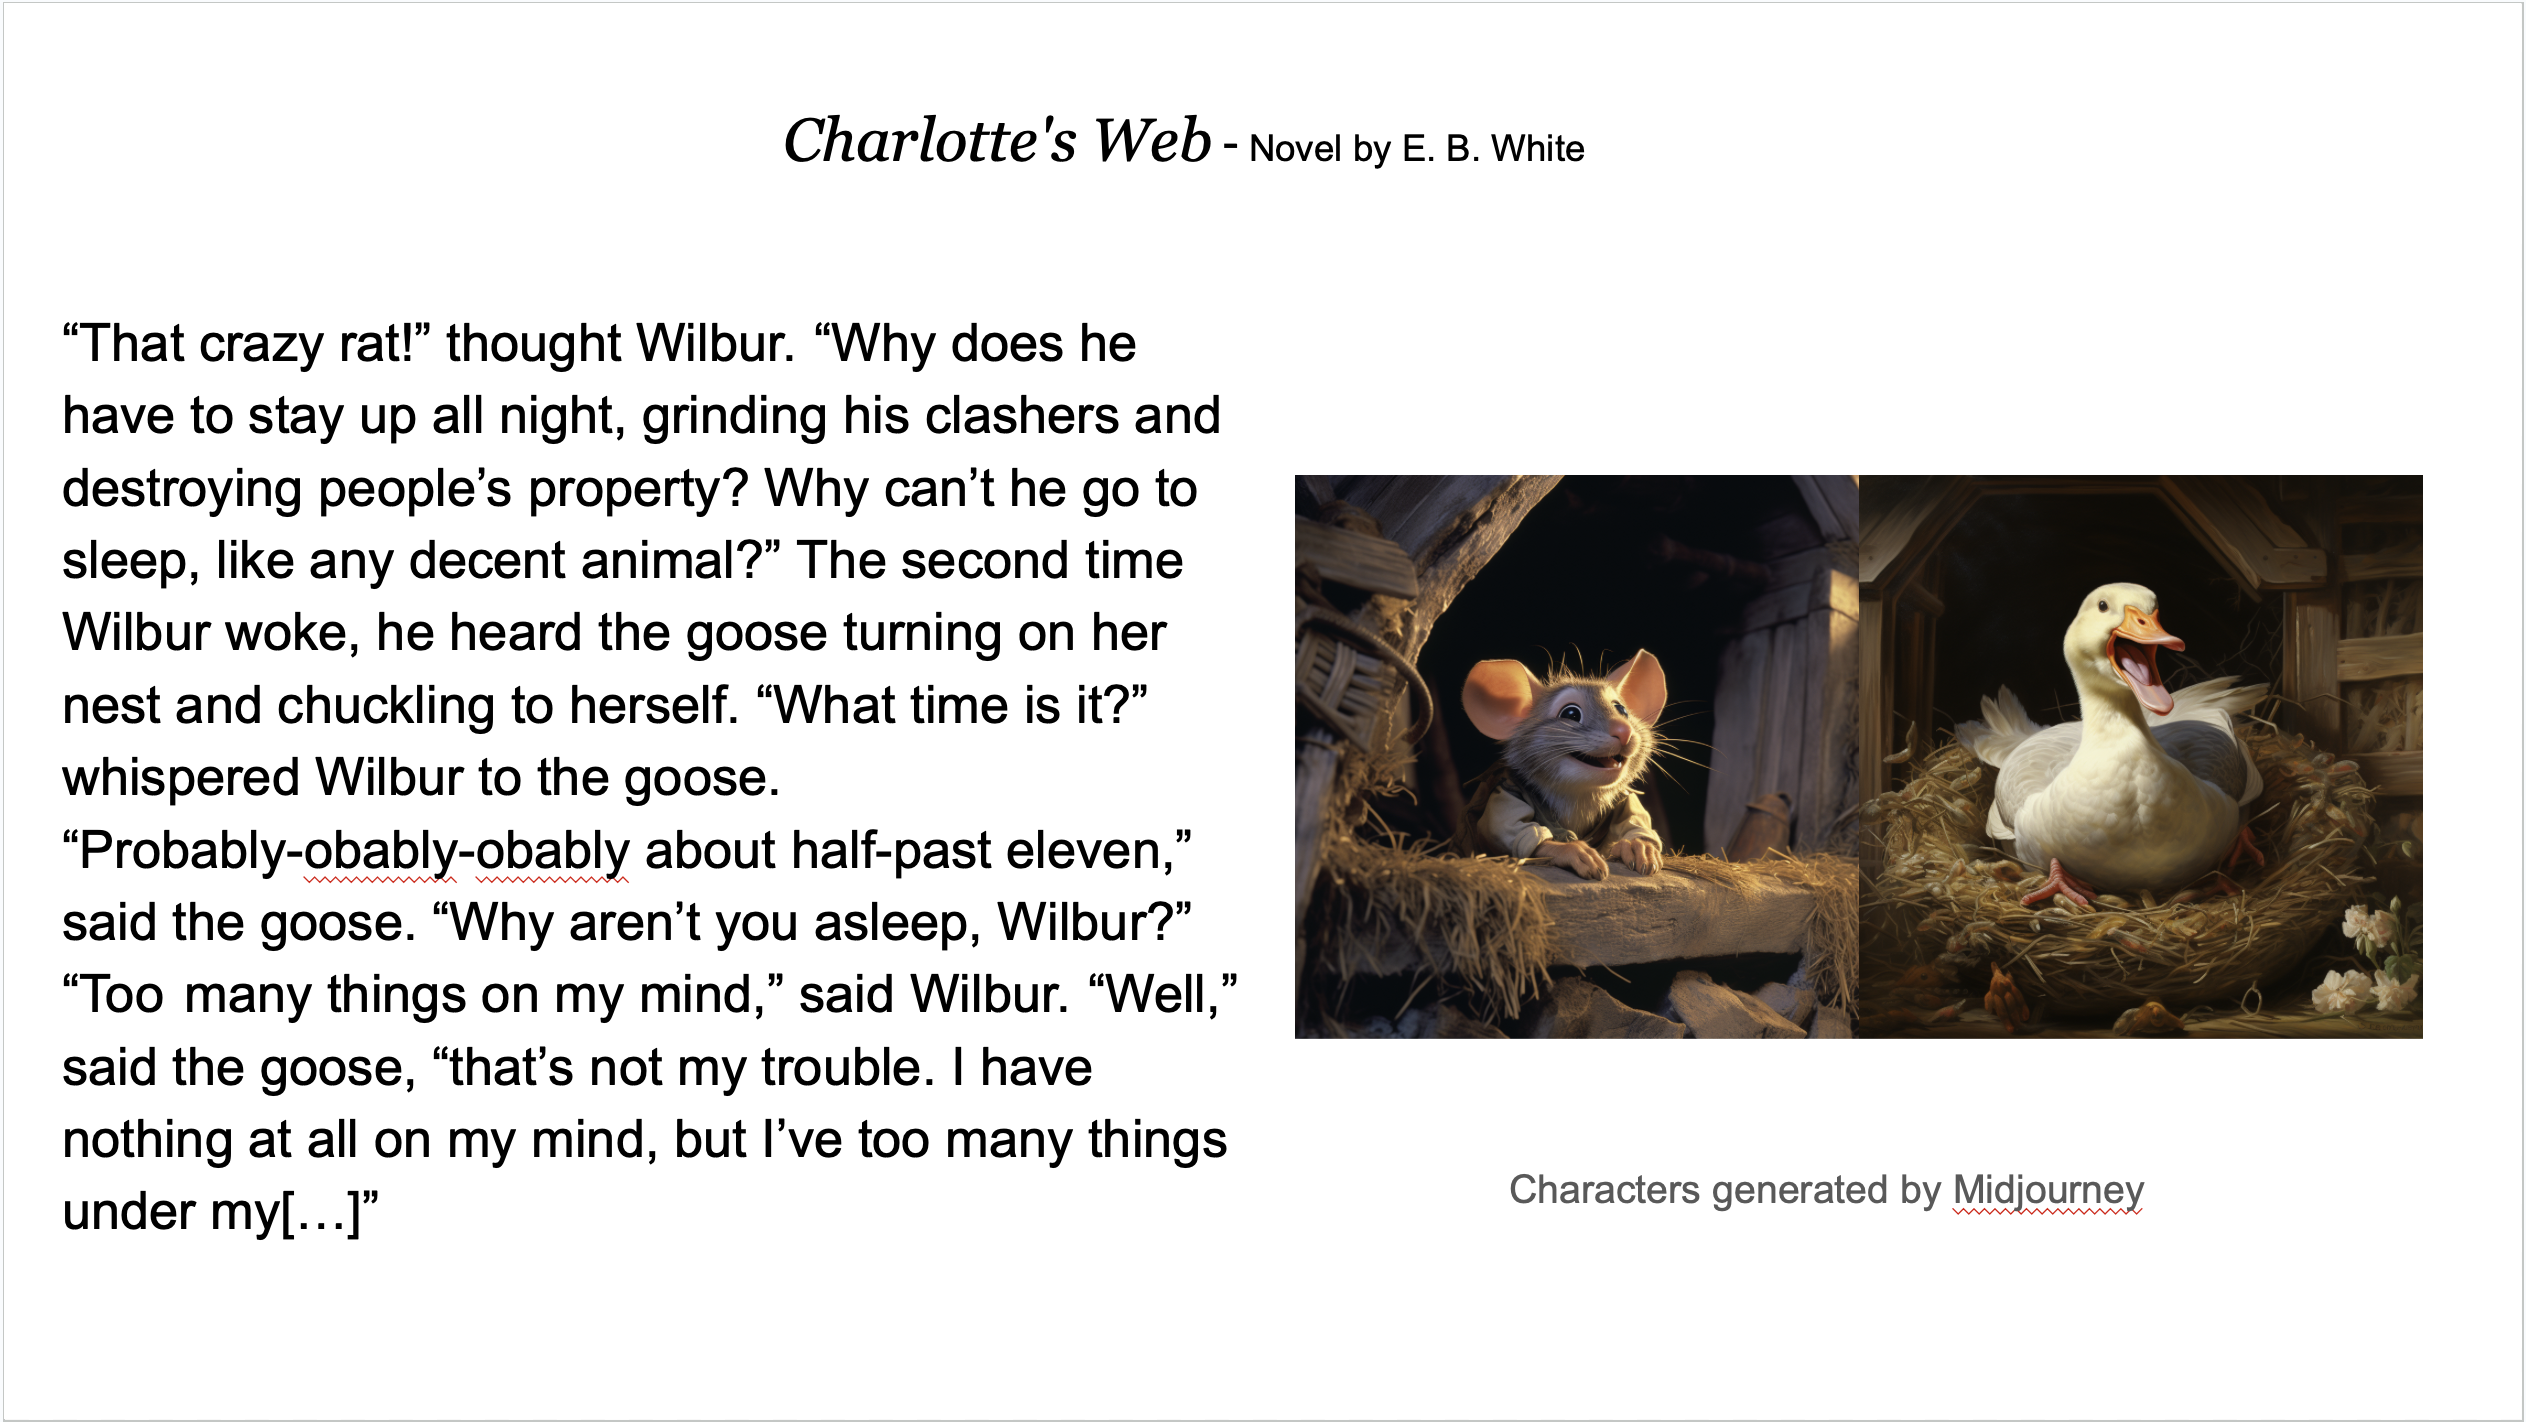 Charlotte's Web - Novel by E. B. White
“That crazy rat!” thought Wilbur. “Why does he
have to stay up all night, grinding his clashers and
destroying people’s property? Why can’t he go to
sleep, like any decent animal?” The second time
Wilbur woke, he heard the goose turning on her
nest and chuckling to herself. “What time is it?”
whispered Wilbur to the goose.
“Probably-obably-obably about half-past eleven,”
said the goose. “Why aren’t you asleep, Wilbur?”
“Too many things on my mind,” said Wilbur. “Well,”
said the goose, “that’s not my trouble. I have
nothing at all on my mind, but I’ve too many things
under my[…]”
Characters generated by Midjourney